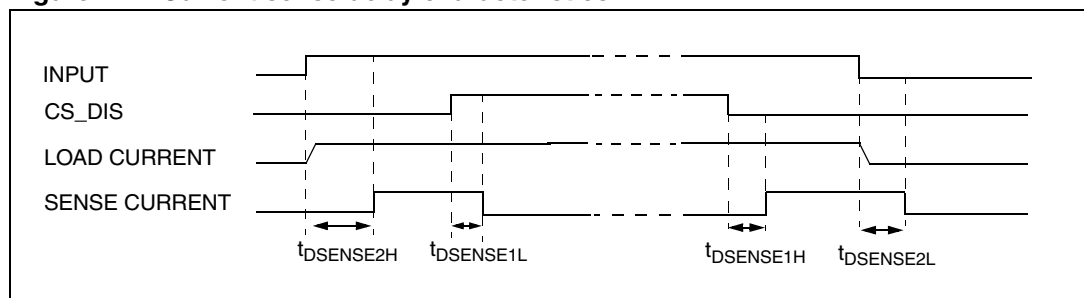 INPUT
CS_DIS
LOAD CURRENT
SENSE CURRENT
tDSENSE2H tDSENSE1L tDSENSE1H tDSENSE2L